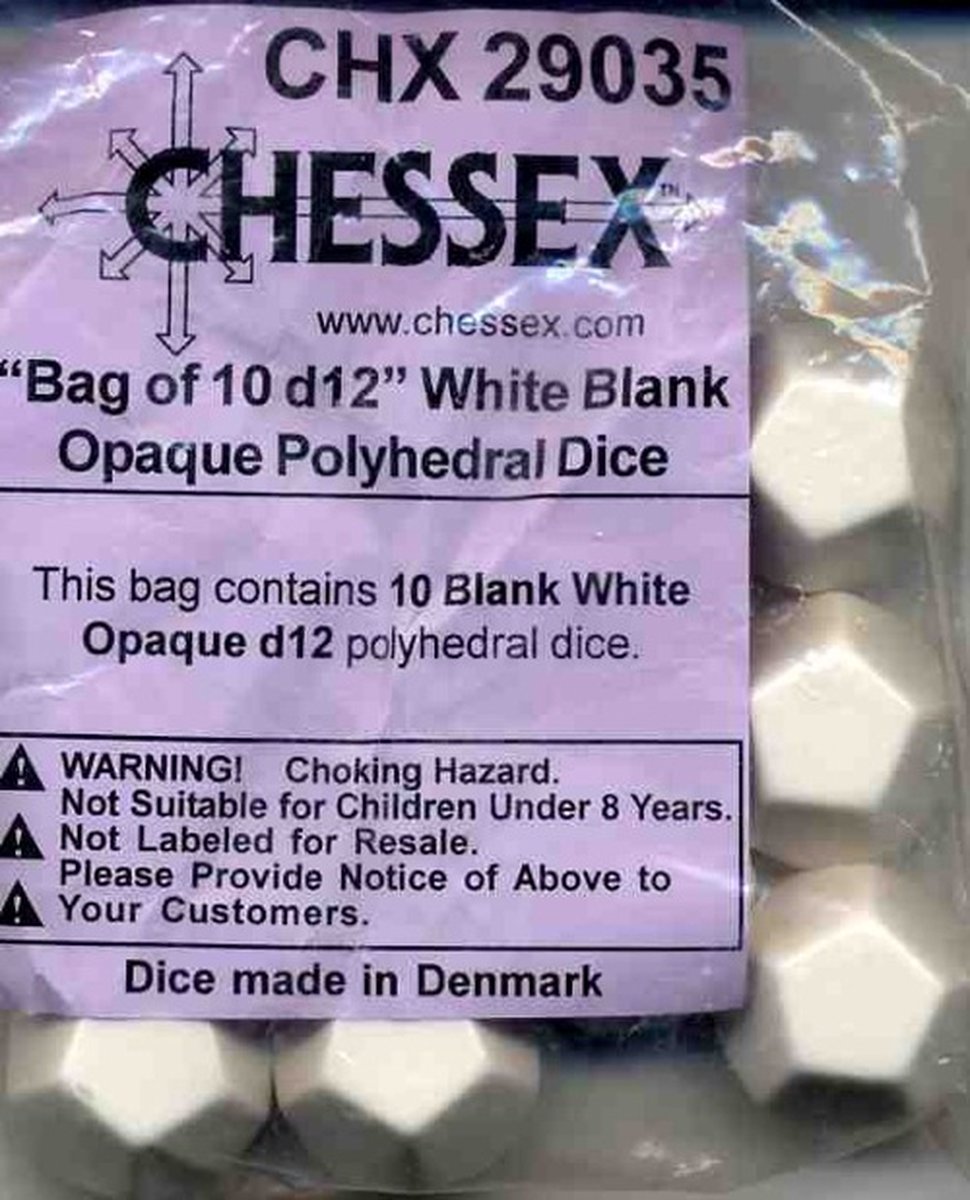 CHX 29035
CHESSEX™
www.chessex.com
“Bag of 10 d12” White Blank
Opaque Polyhedral Dice
This bag contains 10 Blank White
Opaque d12 polyhedral dice.
WARNING! Choking Hazard.
Not Suitable for Children Under 8 Years.
Not Labeled for Resale.
Please Provide Notice of Above to
Your Customers.
Dice made in Denmark